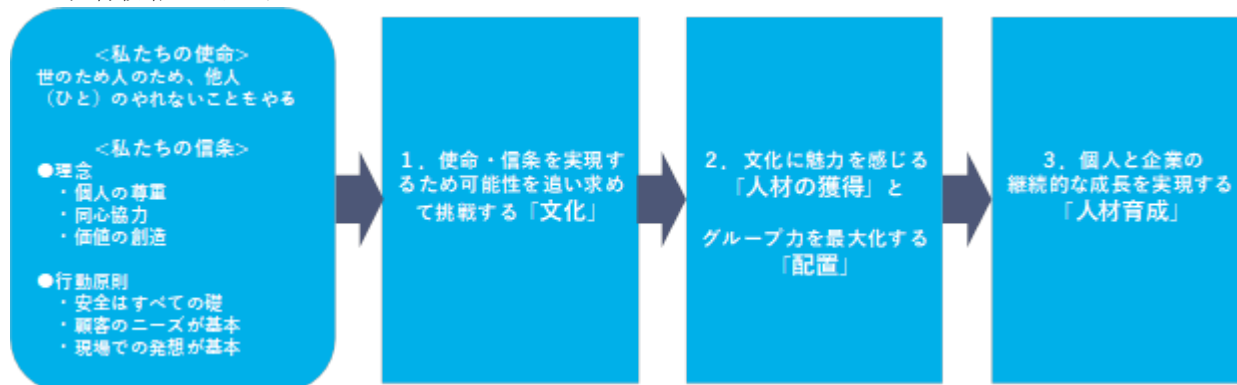 <私たちの使命>
世のため人のため、他人
（ひと）のやれないことをやる
<私たちの信条>
●理念
・個人の尊重
・同心協力
・価値の創造
●行動原則
・安全はすべての礎
・顧客のニーズが基本
・現場での発想が基本
１．使命・信条を実現す
るため可能性を追い求め
て挑戦する「文化」
２．文化に魅力を感じる
「人材の獲得」と
グループ力を最大化する
「配置」
３．個人と企業の
継続的な成長を実現する
「人材育成」